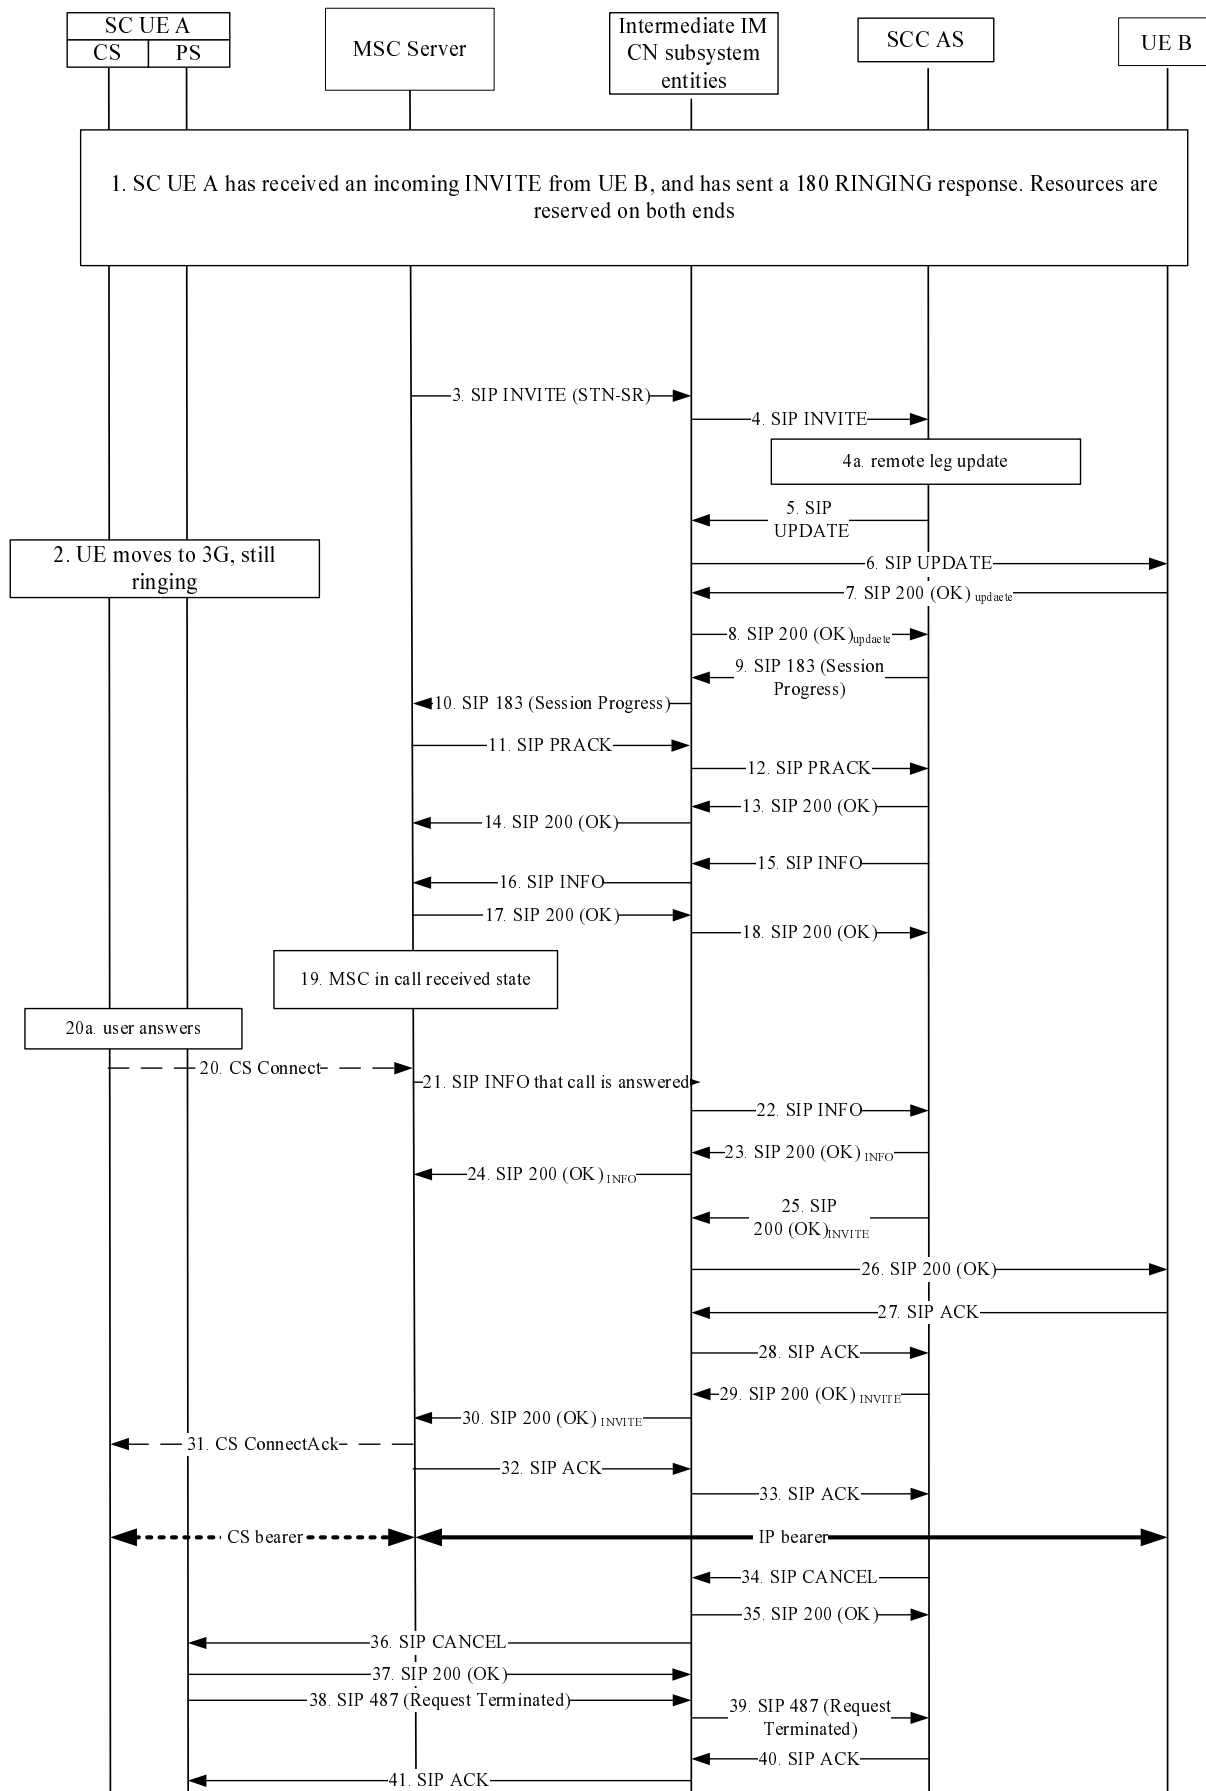 SC UE A
CS
PS
MSC Server
Intermediate IM
CN subsystem
entities
SCC AS
UE B
1. SC UE A has received an incoming INVITE from UE B, and has sent a 180 RINGING response. Resources are
reserved on both ends
3. SIP INVITE (STN-SR)
4. SIP INVITE
4a. remote leg update
5. SIP
UPDATE
2. UE moves to 3G, still
ringing
6. SIP UPDATE
7. SIP 200 (OK) updaete
8. SIP 200 (OK)updaete
9. SIP 183 (Session
Progress)
10. SIP 183 (Session Progress)
11. SIP PRACK
12. SIP PRACK
13. SIP 200 (OK)
14. SIP 200 (OK)
15. SIP INFO
16. SIP INFO
17. SIP 200 (OK)
18. SIP 200 (OK)
19. MSC in call received state
20a. user answers
20. CS Connect
21. SIP INFO that call is answered
22. SIP INFO
23. SIP 200 (OK) INFO
24. SIP 200 (OK) INFO
25. SIP
200 (OK)INVITE
26. SIP 200 (OK)
27. SIP ACK
28. SIP ACK
29. SIP 200 (OK) INVITE
30. SIP 200 (OK) INVITE
31. CS ConnectAck
32. SIP ACK
33. SIP ACK
CS bearer
IP bearer
34. SIP CANCEL
35. SIP 200 (OK)
36. SIP CANCEL
37. SIP 200 (OK)
38. SIP 487 (Request Terminated)
39. SIP 487 (Request
Terminated)
40. SIP ACK
41. SIP ACK